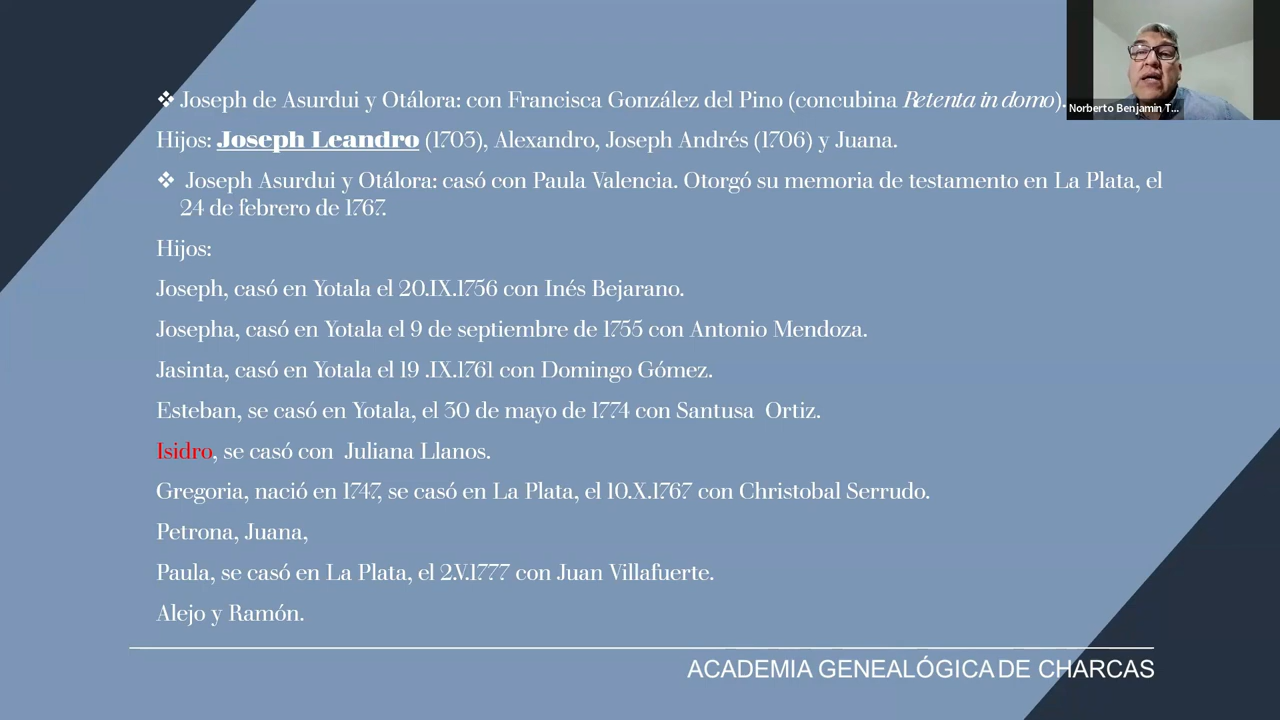 ❖ Joseph de Asurdui y Otálora: con Francisca González del Pino (concubina Retenta in domo).
Norberto Benjamin T...
Hijos: Joseph Leandro (1703), Alexandro, Joseph Andrés (1706) y Juana.
❖ Joseph Asurdui y Otálora: casó con Paula Valencia. Otorgó su memoria de testamento en La Plata, el
24 de febrero de 1767.
Hijos:
Joseph, casó en Yotala el 20.IX.1756 con Inés Bejarano.
Josepha, casó en Yotala el 9 de septiembre de 1755 con Antonio Mendoza.
Jasinta, casó en Yotala el 19 .IX.1761 con Domingo Gómez.
Esteban, se casó en Yotala, el 30 de mayo de 1774 con Santusa Ortiz.
Isidro, se casó con Juliana Llanos.
Gregoria, nació en 1747, se casó en La Plata, el 10.X.1767 con Christobal Serrudo.
Petrona, Juana,
Paula, se casó en La Plata, el 2.V.1777 con Juan Villafuerte.
Alejo y Ramón.
ACADEMIA GENEALÓGICA DE CHARCAS